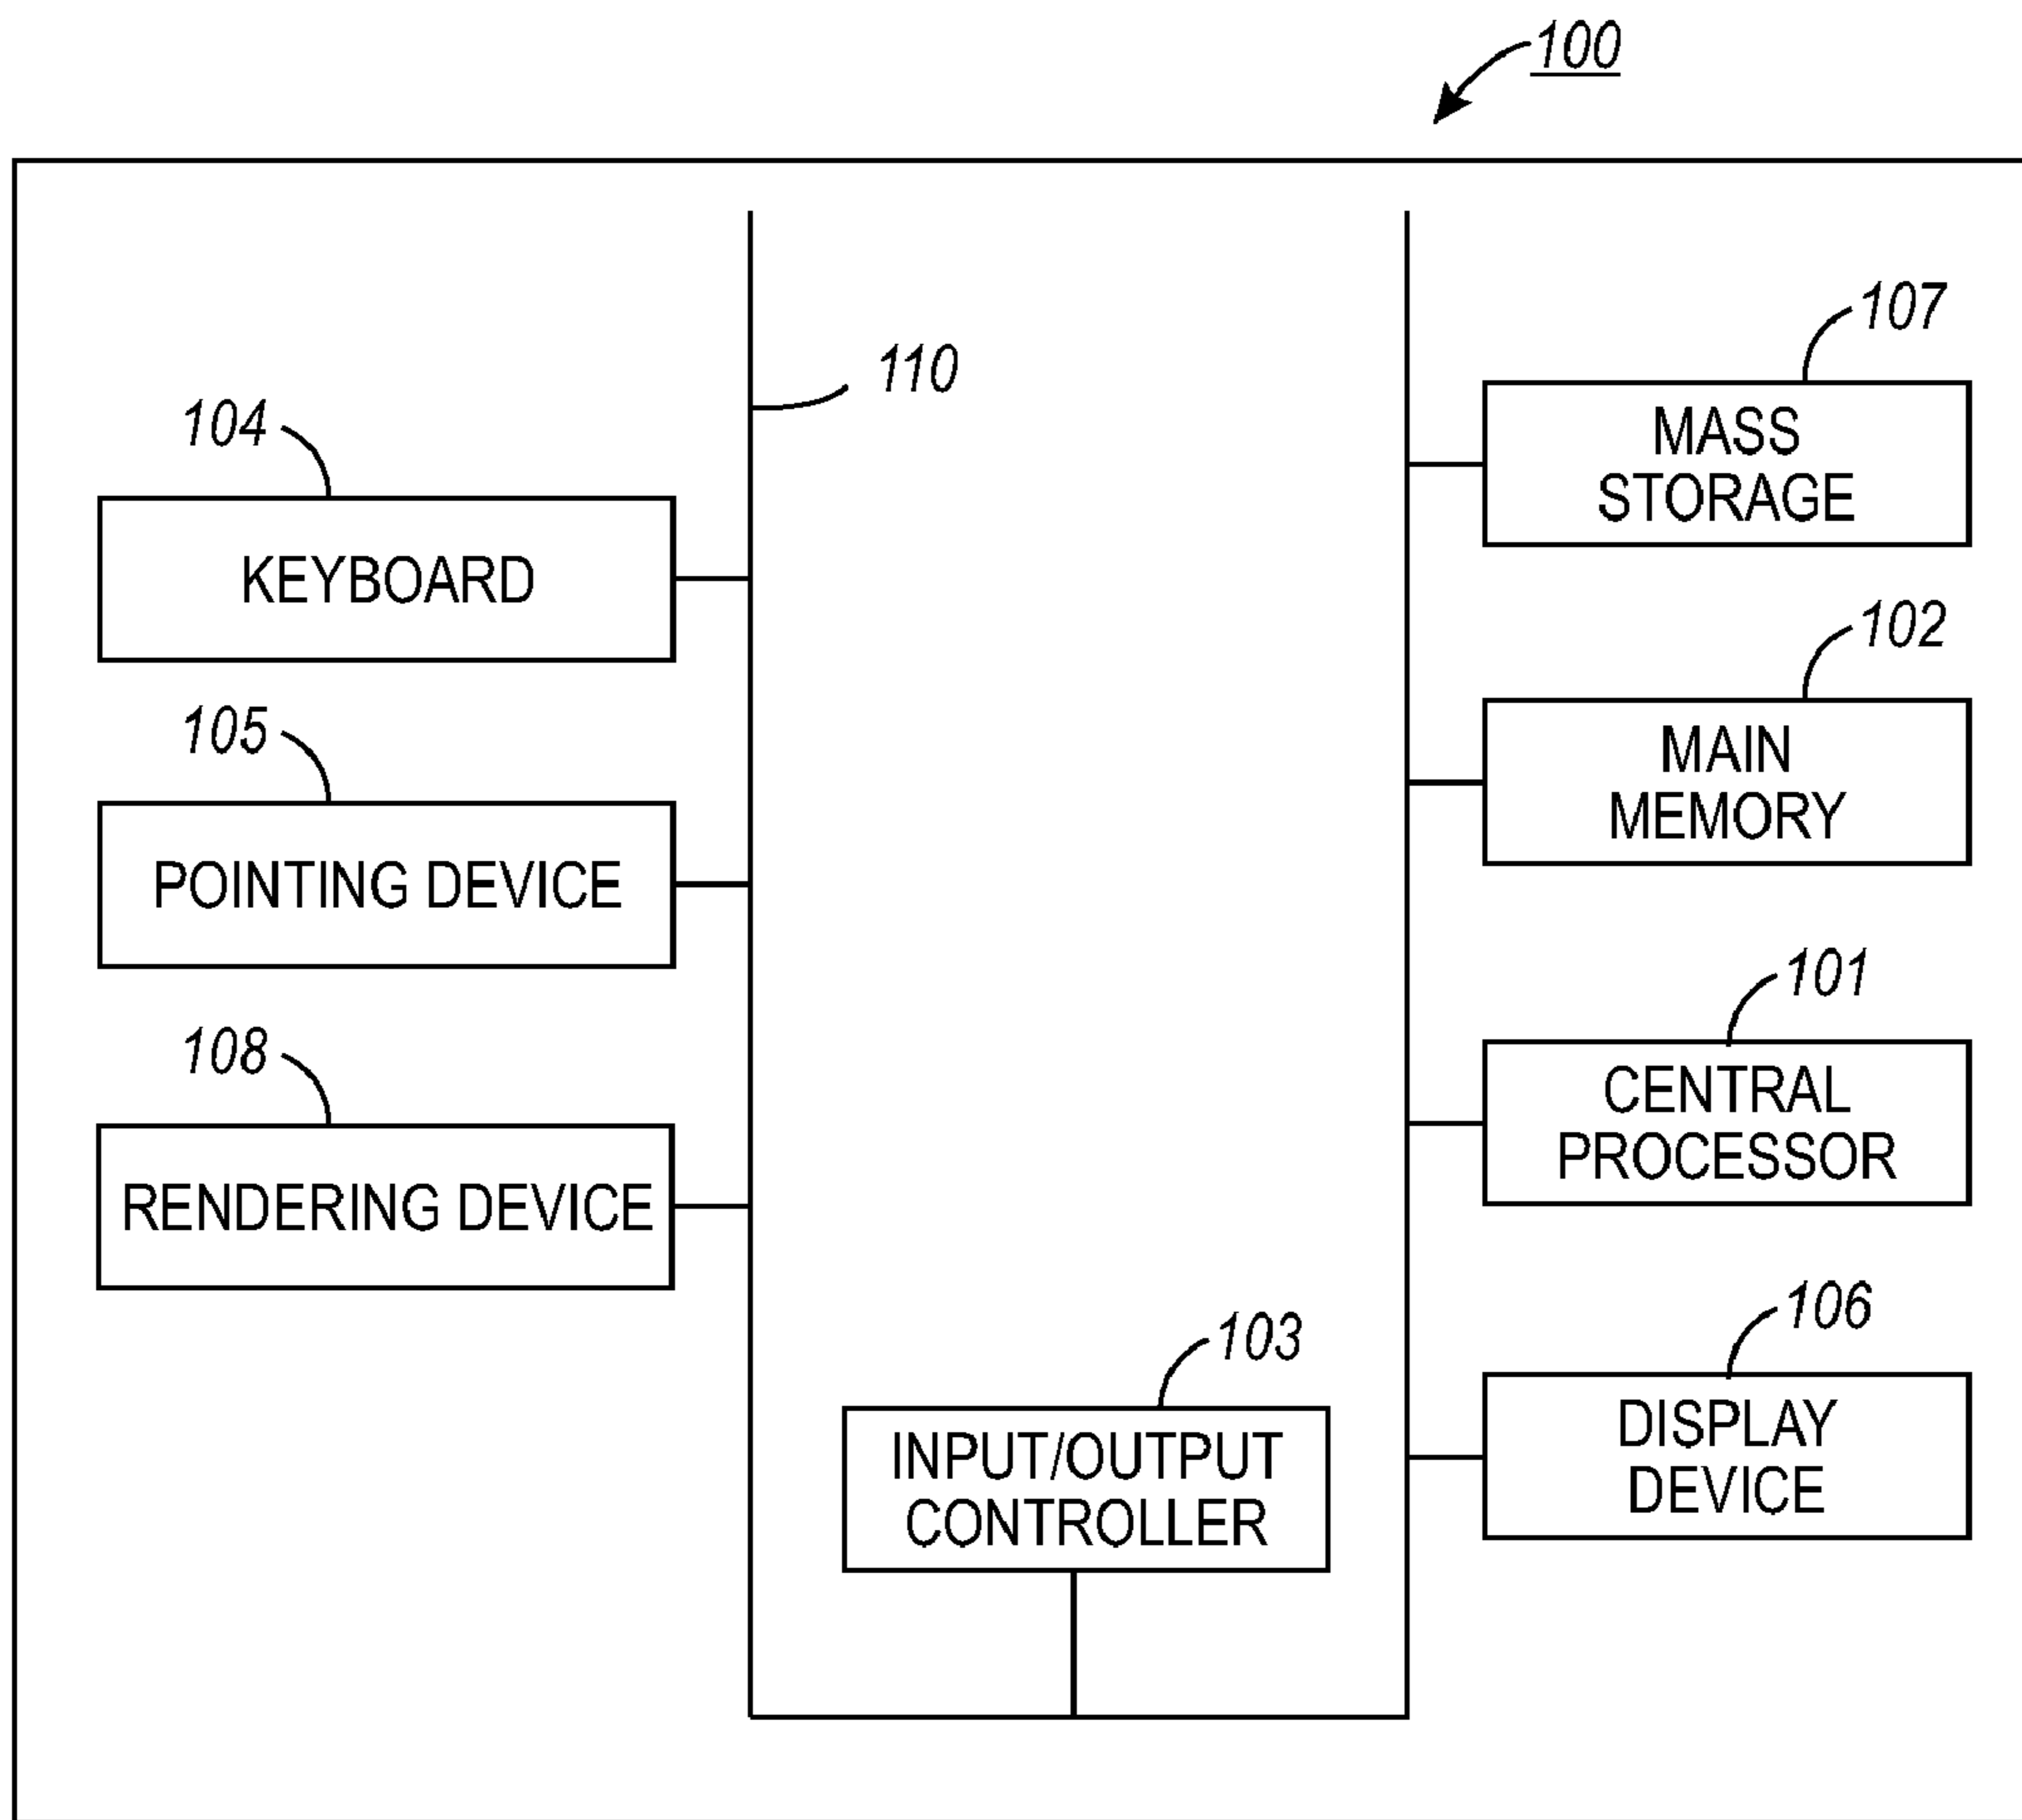 100
107
110
104
MASS
STORAGE
KEYBOARD
102
105
MAIN
MEMORY
POINTING DEVICE
101
108
CENTRAL
PROCESSOR
RENDERING DEVICE
106
103
DISPLAY
DEVICE
INPUT/OUTPUT
CONTROLLER